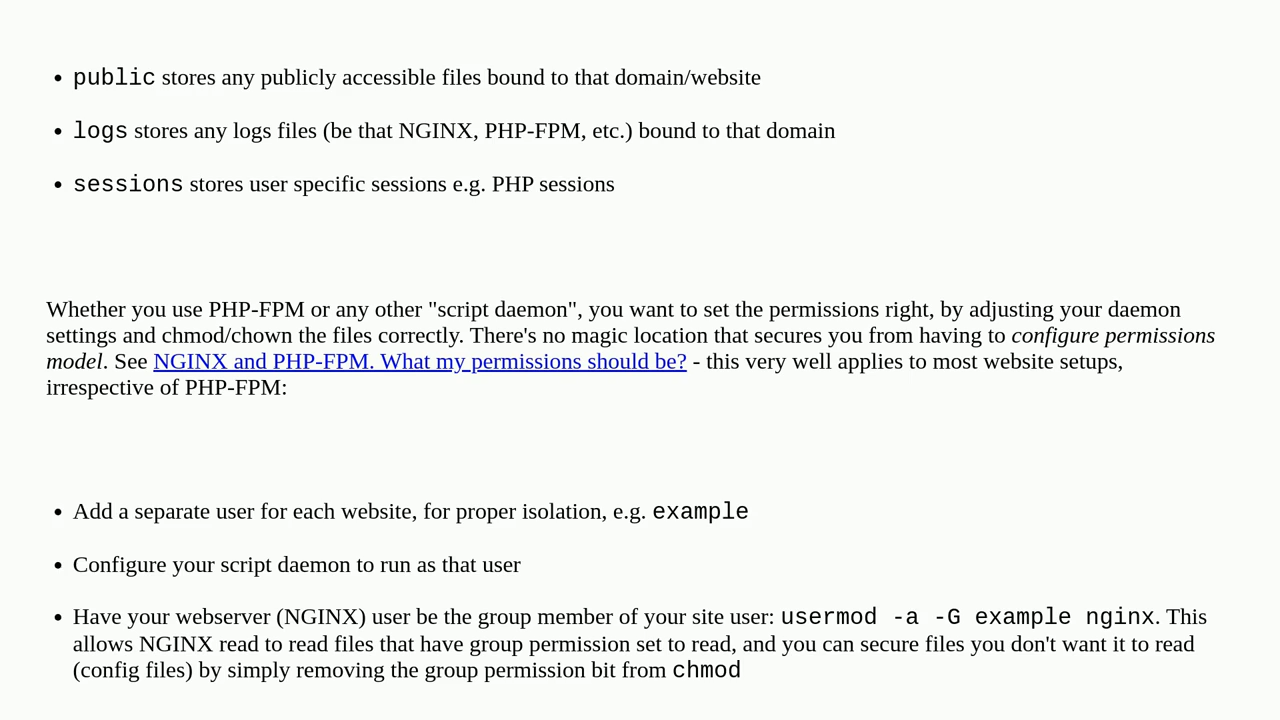 • public stores any publicly accessible files bound to that domain/website
• logs stores any logs files (be that NGINX, PHP-FPM, etc.) bound to that domain
• sessions stores user specific sessions e.g. PHP sessions
Whether you use PHP-FPM or any other "script daemon", you want to set the permissions right, by adjusting your daemon
settings and chmod/chown the files correctly. There's no magic location that secures you from having to configure permissions
model. See NGINX and PHP-FPM. What my permissions should be? - this very well applies to most website setups,
irrespective of PHP-FPM:
• Add a separate user for each website, for proper isolation, e.g. example
• Configure your script daemon to run as that user
• Have your webserver (NGINX) user be the group member of your site user: usermod -a -G example nginx. This
allows NGINX read to read files that have group permission set to read, and you can secure files you don't want it to read
(config files) by simply removing the group permission bit from chmod